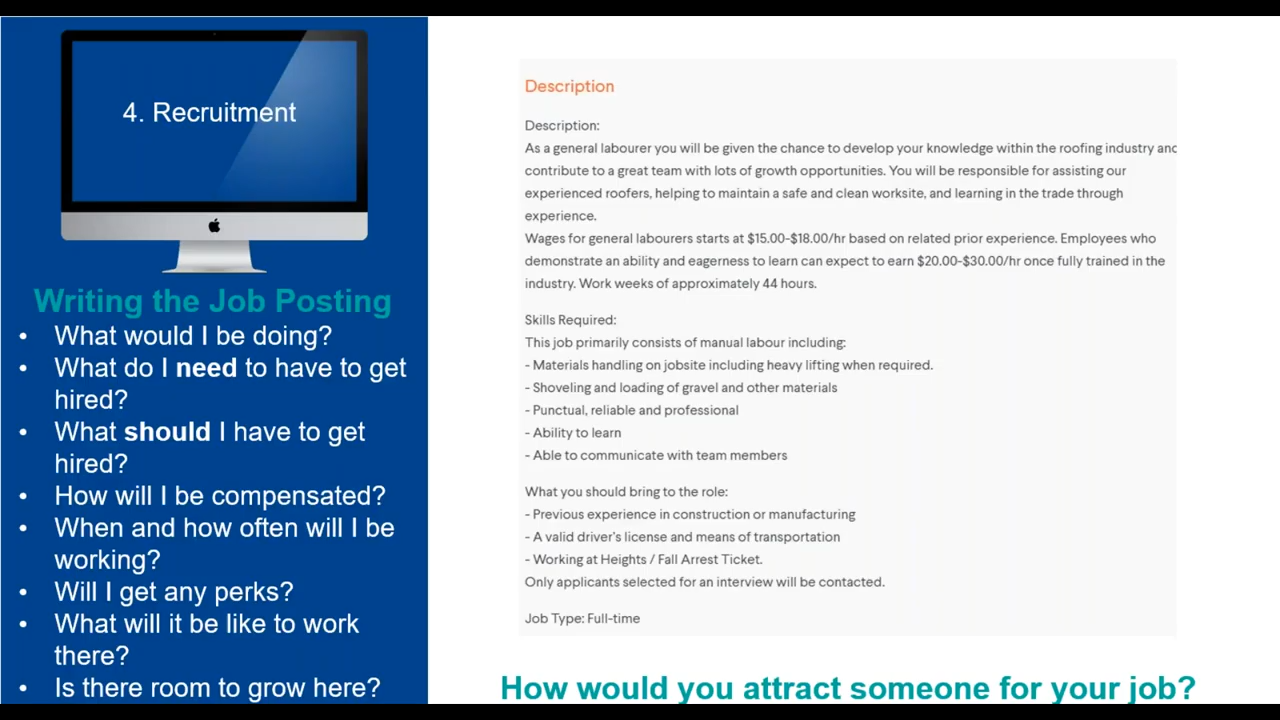 4. Recruitment
Writing the Job Posting
• What would I be doing?
• What do I need to have to get
hired?
• What should I have to get
hired?
• How will I be compensated?
• When and how often will I be
working?
• Will I get any perks?
• What will it be like to work
there?
• Is there room to grow here?
Description
Description:
As a general labourer you will be given the chance to develop your knowledge within the roofing industry and
contribute to a great team with lots of growth opportunities. You will be responsible for assisting our
experienced roofers, helping to maintain a safe and clean worksite, and learning in the trade through
experience.
Wages for general labourers starts at $15.00-$18.00/hr based on related prior experience. Employees who
demonstrate an ability and eagerness to learn can expect to earn $20.00-$30.00/hr once fully trained in the
industry. Work weeks of approximately 44 hours.
Skills Required:
This job primarily consists of manual labour including:
- Materials handling on jobsite including heavy lifting when required.
- Shoveling and loading of gravel and other materials
- Punctual, reliable and professional
- Ability to learn
- Able to communicate with team members
What you should bring to the role:
- Previous experience in construction or manufacturing
- A valid driver's license and means of transportation
- Working at Heights / Fall Arrest Ticket.
Only applicants selected for an interview will be contacted.
Job Type: Full-time
How would you attract someone for your job?